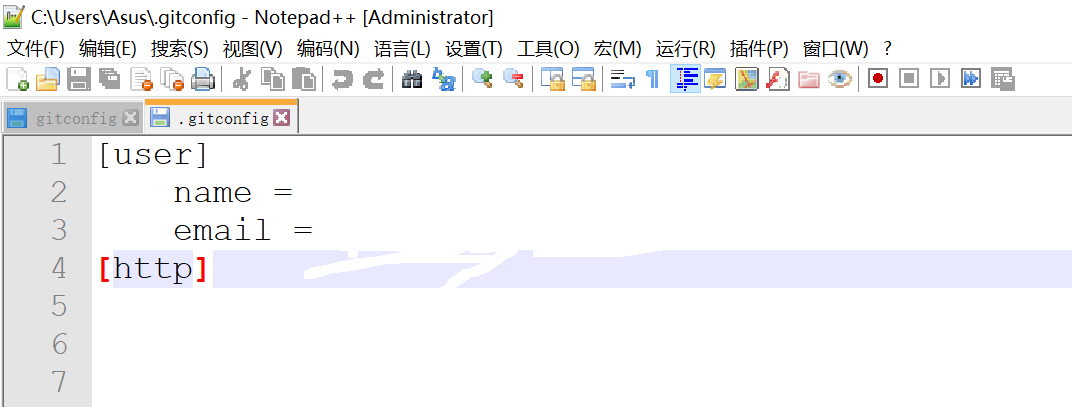 C:\Users\Asus\.gitconfig - Notepad++ [Administrator]
文件(F) 编辑(E) 搜索(S) 视图(V) 编码(N) 语言(L) 设置(T) 工具(O) 宏(M) 运行(R) 插件(P) 窗口(W) ?
gitconfig .gitconfig
1 [user]
2 name =
3 email =
4 [http]
5
6
7